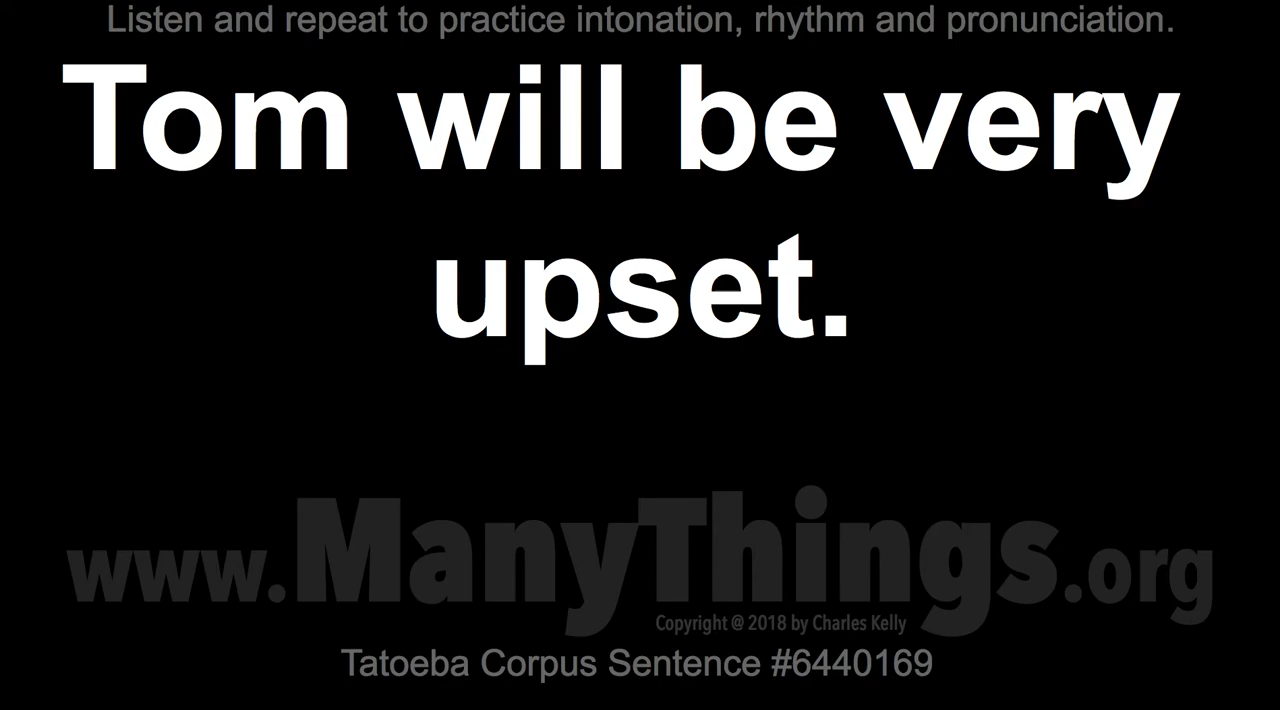 Listen and repeat to practice intonation, rhythm and pronunciation.
Tom will be very
upset.
www.ManyThings.org
Copyright @ 2018 by Charles Kelly
Tatoeba Corpus Sentence #6440169